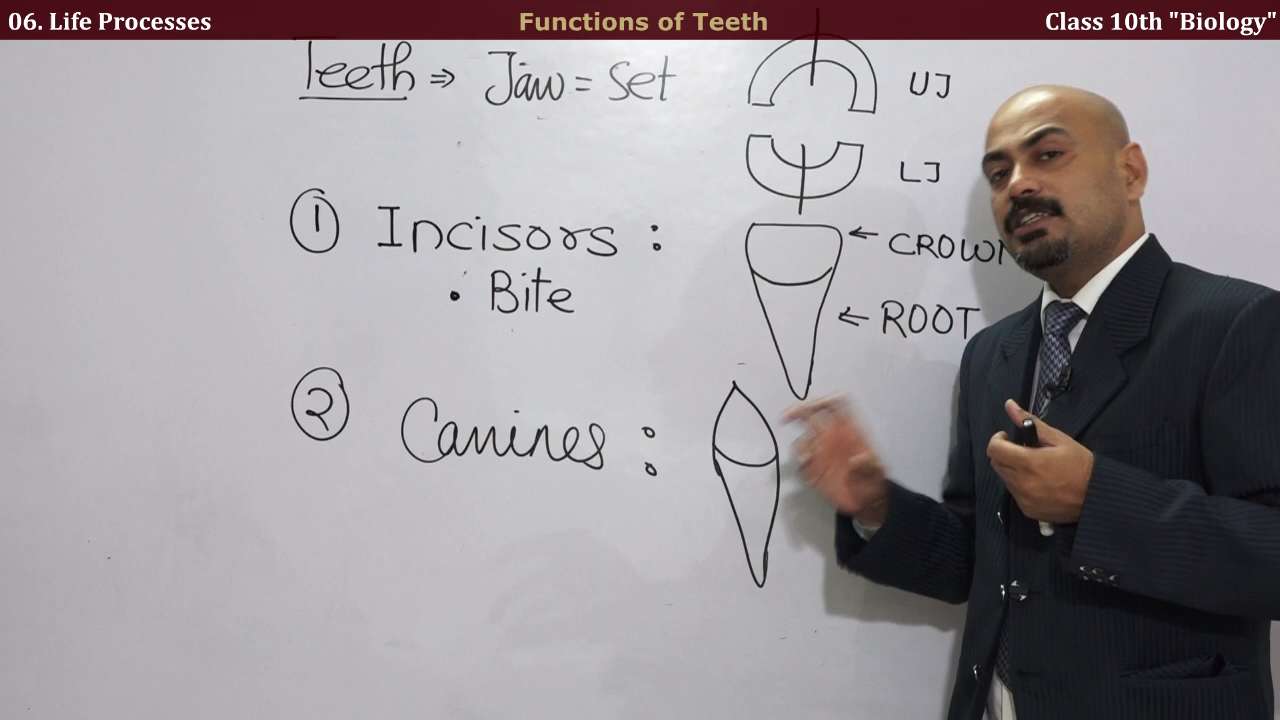 06. Life Processes
Functions of Teeth
Class 10th "Biology"
Teeth ⇒ Jaw = Set
UJ
LJ
① Incisors :
← CROWN
• Bite
← ROOT
② Canines :